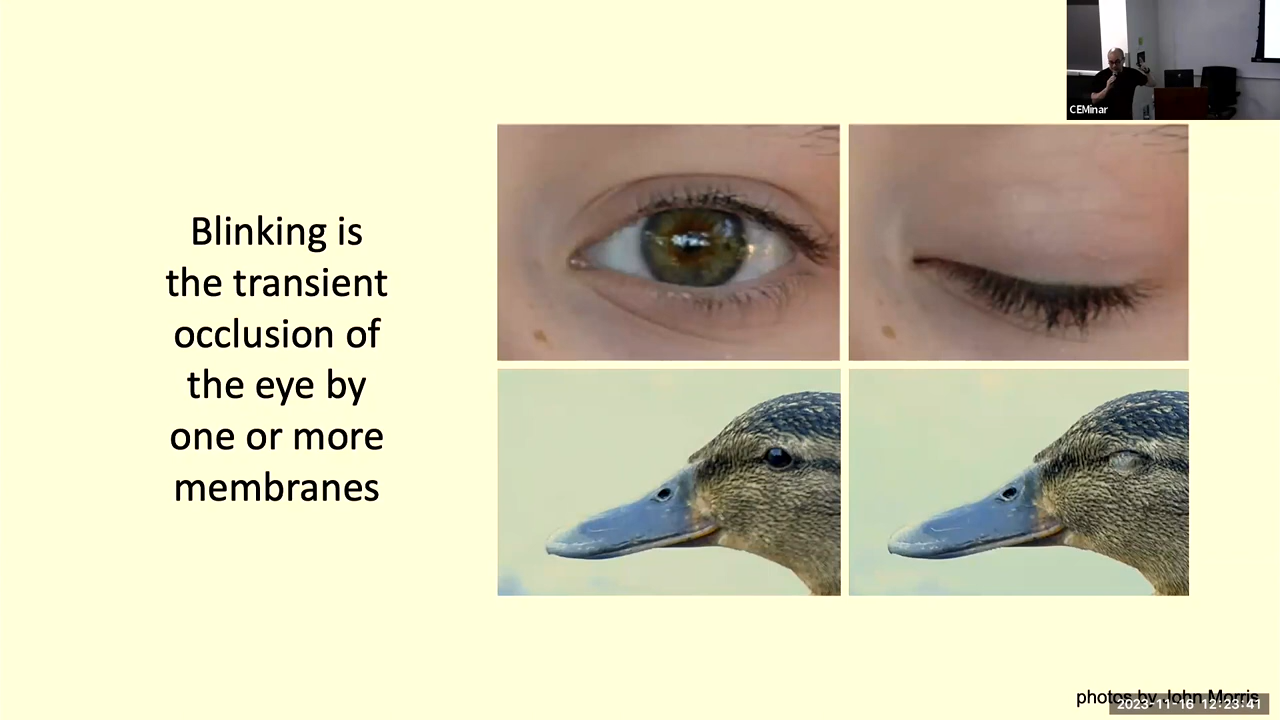 CEMinar
Blinking is
the transient
occlusion of
the eye by
one or more
membranes
photos by John Morris
2023-11-16 12:23:41